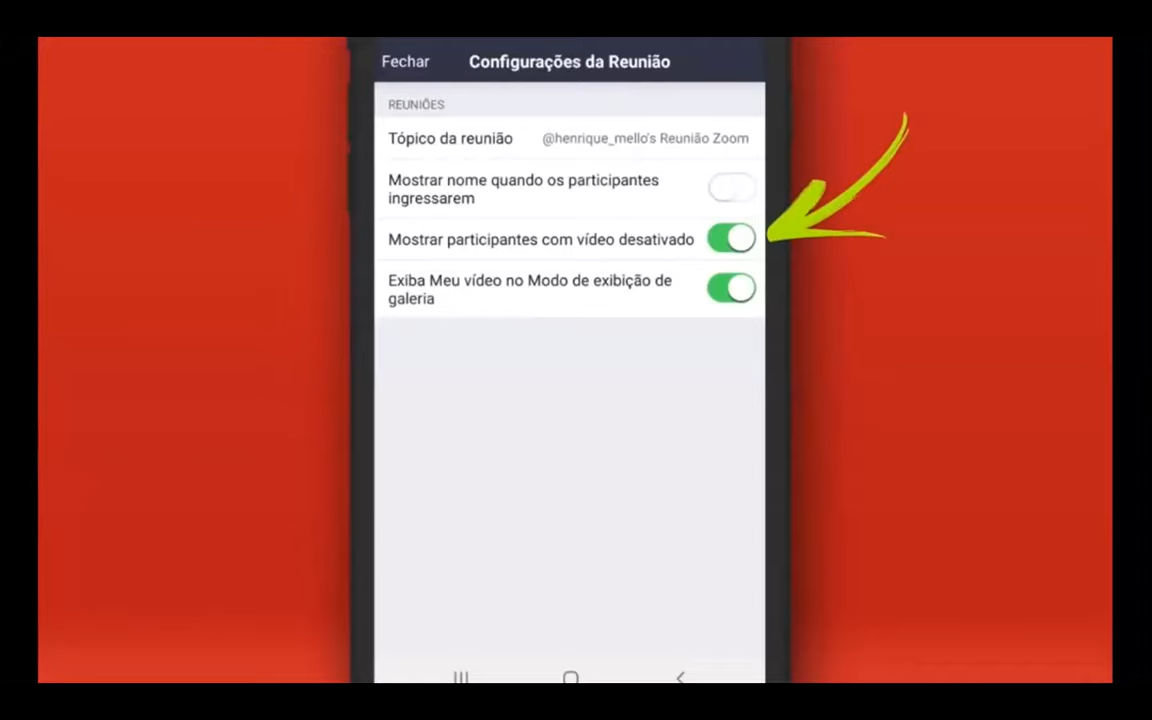 Fechar Configurações da Reunião
REUNIÕES
Tópico da reunião @henrique_mello's Reunião Zoom
Mostrar nome quando os participantes
ingressarem
Mostrar participantes com vídeo desativado
Exiba Meu vídeo no Modo de exibição de
galeria